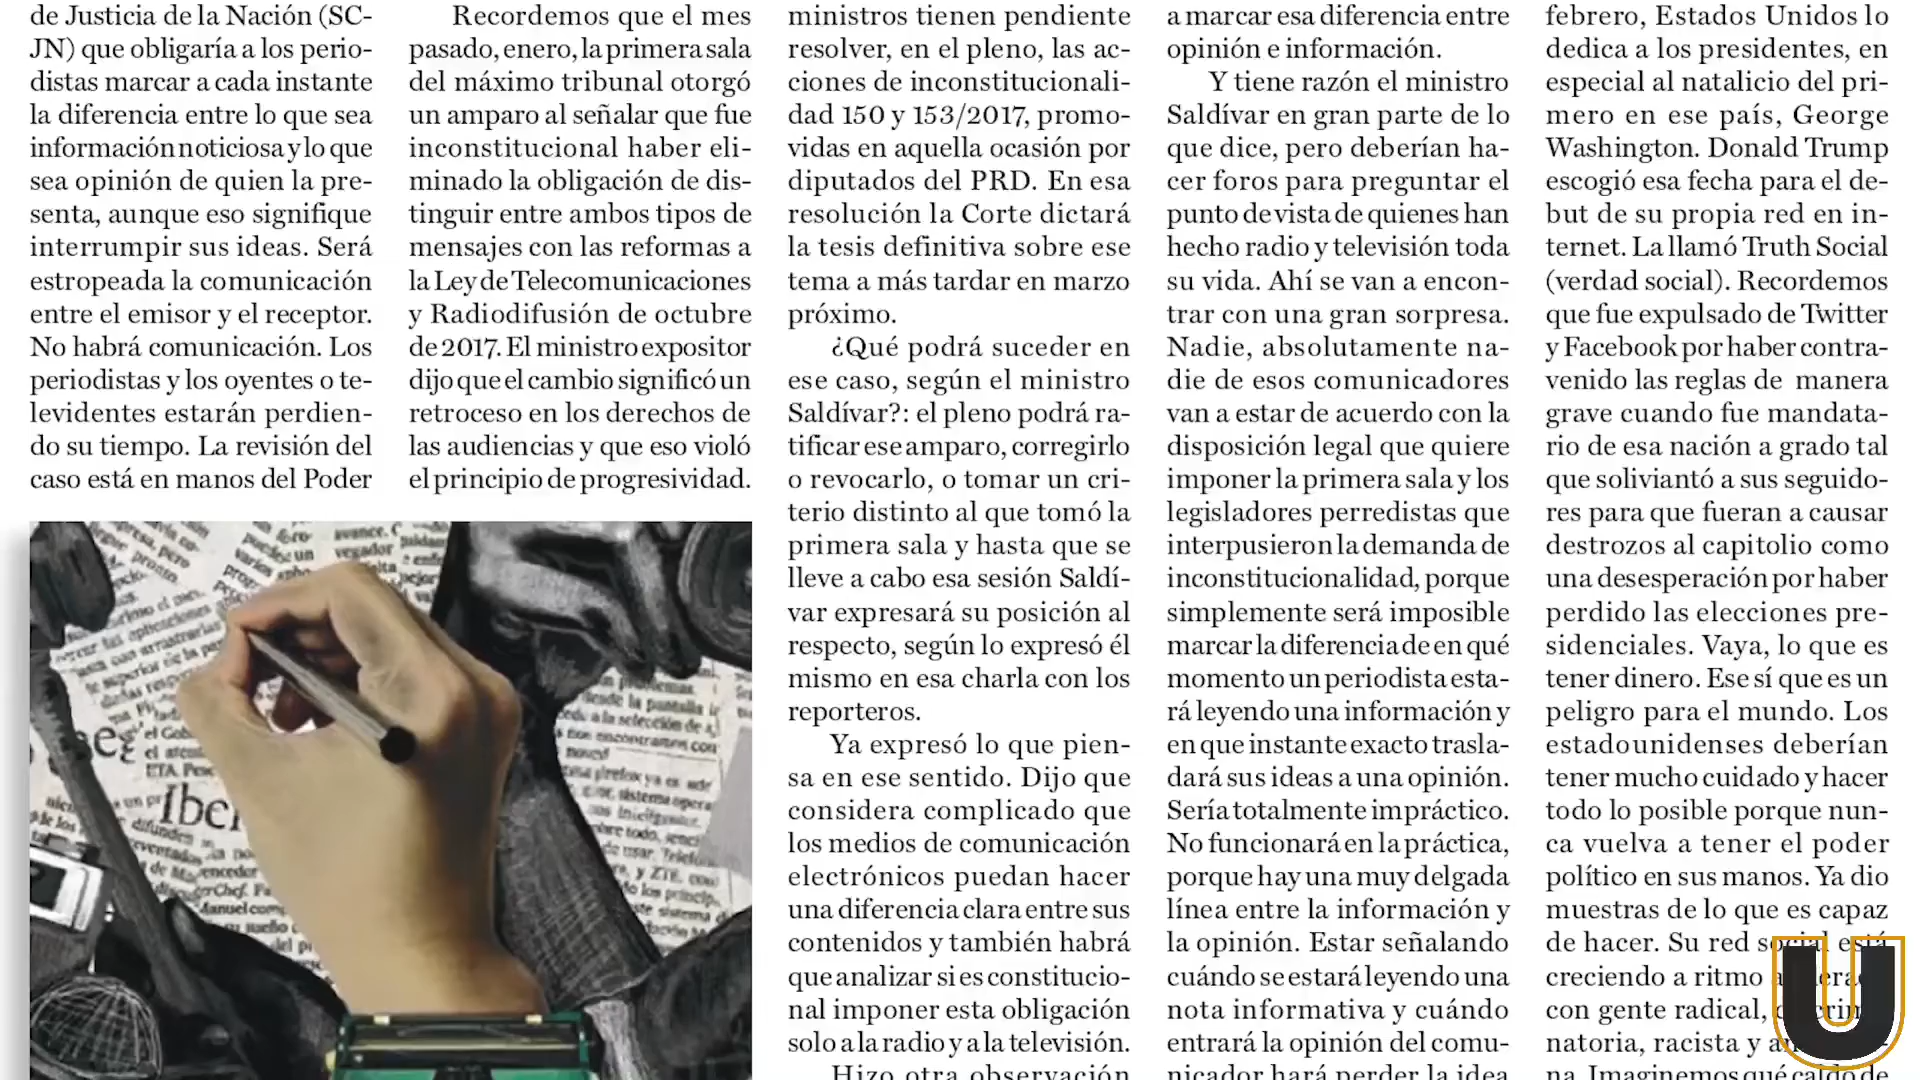 de Justicia de la Nación (SC-
JN) que obligaría a los perio-
distas marcar a cada instante
la diferencia entre lo que sea
información noticiosa y lo que
sea opinión de quien la pre-
senta, aunque eso signifique
interrumpir sus ideas. Será
estropeada la comunicación
entre el emisor y el receptor.
No habrá comunicación. Los
periodistas y los oyentes o te-
levidentes estarán perdien-
do su tiempo. La revisión del
caso está en manos del Poder
Recordemos que el mes
pasado, enero, la primera sala
del máximo tribunal otorgó
un amparo al señalar que fue
inconstitucional haber eli-
minado la obligación de dis-
tinguir entre ambos tipos de
mensajes con las reformas a
la Ley de Telecomunicaciones
y Radiodifusión de octubre
de 2017. El ministro expositor
dijo que el cambio significó un
retroceso en los derechos de
las audiencias y que eso violó
el principio de progresividad.
ministros tienen pendiente
resolver, en el pleno, las ac-
ciones de inconstitucionali-
dad 150 y 153/2017, promo-
vidas en aquella ocasión por
diputados del PRD. En esa
resolución la Corte dictará
la tesis definitiva sobre ese
tema a más tardar en marzo
próximo.
¿Qué podrá suceder en
ese caso, según el ministro
Saldívar?: el pleno podrá ra-
tificar ese amparo, corregirlo
o revocarlo, o tomar un cri-
terio distinto al que tomó la
primera sala y hasta que se
lleve a cabo esa sesión Saldí-
var expresará su posición al
respecto, según lo expresó él
mismo en esa charla con los
reporteros.
Ya expresó lo que pien-
sa en ese sentido. Dijo que
considera complicado que
los medios de comunicación
electrónicos puedan hacer
una diferencia clara entre sus
contenidos y también habrá
que analizar si es constitucio-
nal imponer esta obligación
solo a la radio y a la televisión.
Hizo otra observación
a marcar esa diferencia entre
opinión e información.
Y tiene razón el ministro
Saldívar en gran parte de lo
que dice, pero deberían ha-
cer foros para preguntar el
punto de vista de quienes han
hecho radio y televisión toda
su vida. Ahí se van a encon-
trar con una gran sorpresa.
Nadie, absolutamente na-
die de esos comunicadores
van a estar de acuerdo con la
disposición legal que quiere
imponer la primera sala y los
legisladores perredistas que
interpusieron la demanda de
inconstitucionalidad, porque
simplemente será imposible
marcar la diferencia de en qué
momento un periodista esta-
rá leyendo una información y
en que instante exacto trasla-
dará sus ideas a una opinión.
Sería totalmente impráctico.
No funcionará en la práctica,
porque hay una muy delgada
línea entre la información y
la opinión. Estar señalando
cuándo se estará leyendo una
nota informativa y cuándo
entrará la opinión del comu-
nicador hará perder la idea
febrero, Estados Unidos lo
dedica a los presidentes, en
especial al natalicio del pri-
mero en ese país, George
Washington. Donald Trump
escogió esa fecha para el de-
but de su propia red en in-
ternet. La llamó Truth Social
(verdad social). Recordemos
que fue expulsado de Twitter
y Facebook por haber contra-
venido las reglas de manera
grave cuando fue mandata-
rio de esa nación a grado tal
que soliviantó a sus seguido-
res para que fueran a causar
destrozos al capitolio como
una desesperación por haber
perdido las elecciones pre-
sidenciales. Vaya, lo que es
tener dinero. Ese sí que es un
peligro para el mundo. Los
estadounidenses deberían
tener mucho cuidado y hacer
todo lo posible porque nun-
ca vuelva a tener el poder
político en sus manos. Ya dio
muestras de lo que es capaz
de hacer. Su red social está
creciendo a ritmo
con gente radical,
natoria, racista y
na. Imaginemos qué caldo de
Iber
U